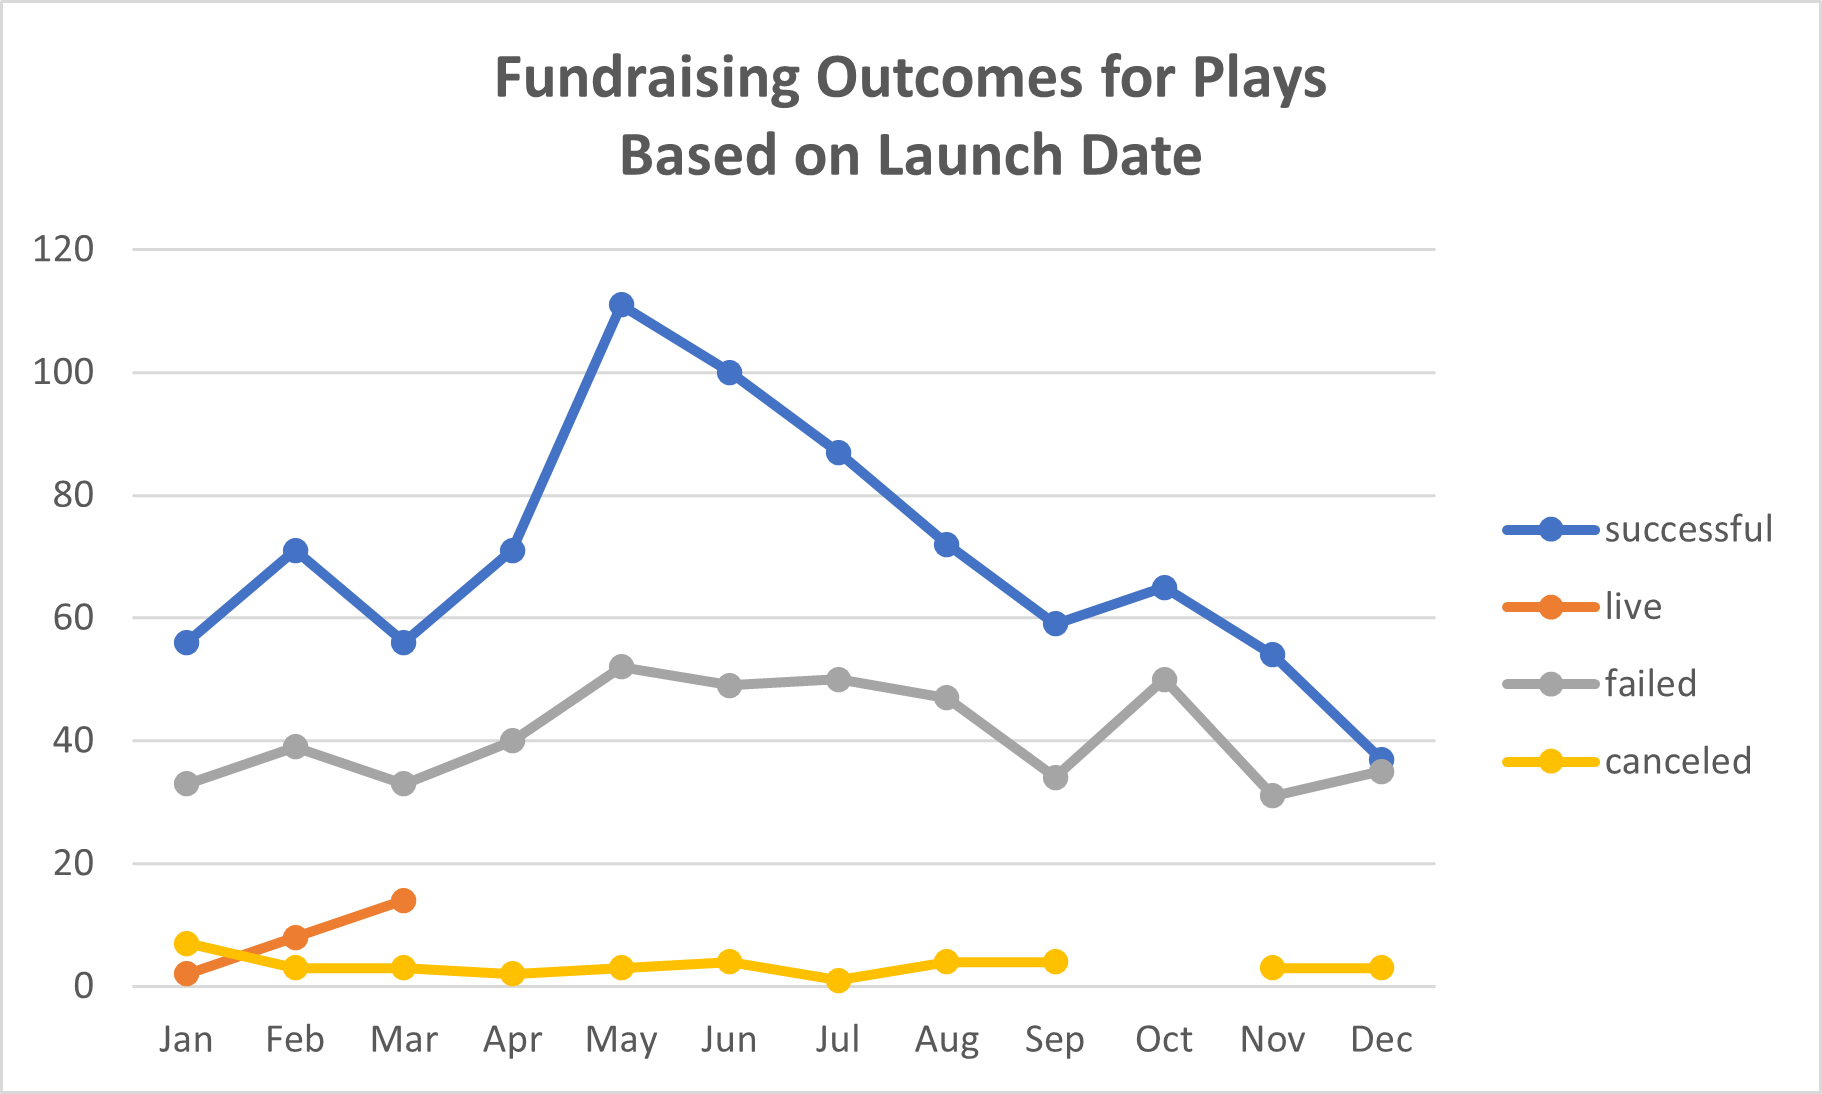 Fundraising Outcomes for Plays
Based on Launch Date
120
100
80
60
40
20
0
Jan Feb Mar Apr May Jun Jul Aug Sep Oct Nov Dec
successful
live
failed
canceled